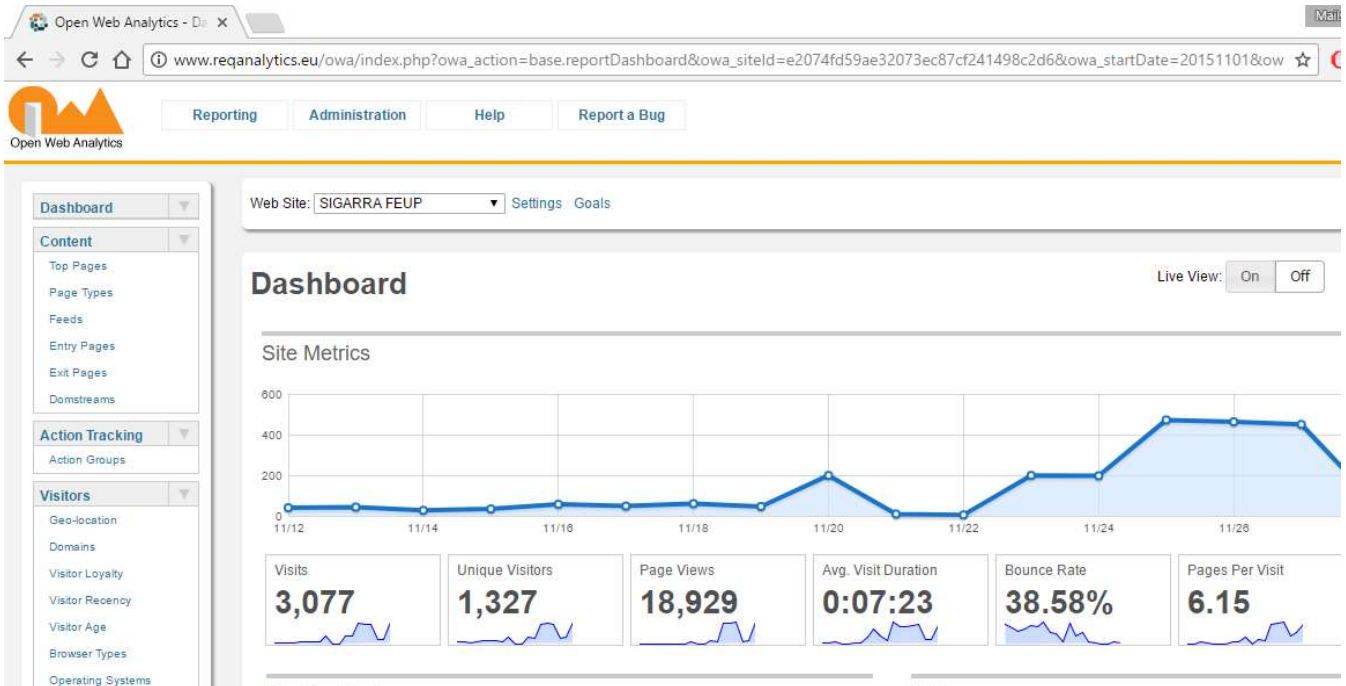 Open Web Analytics - Da
Mail
www.reqanalytics.eu/owa/index.php?owa_action=base.reportDashboard&owa_siteId=e2074fd59ae32073ec87cf241498c2d6&owa_startDate=20151101&ow
Open Web Analytics
Reporting Administration Help Report a Bug
Dashboard
Content
Top Pages
Page Types
Feeds
Entry Pages
Exit Pages
Domstreams
Action Tracking
Action Groups
Visitors
Geo-location
Domains
Visitor Loyalty
Visitor Recency
Visitor Age
Browser Types
Operating Systems
Web Site: SIGARRA FEUP Settings Goals
Dashboard
Live View: On Off
Site Metrics
600
400
200
0
11/12 11/14 11/16 11/18 11/20 11/22 11/24 11/26
Visits Unique Visitors Page Views Avg. Visit Duration Bounce Rate Pages Per Visit
3,077 1,327 18,929 0:07:23 38.58% 6.15